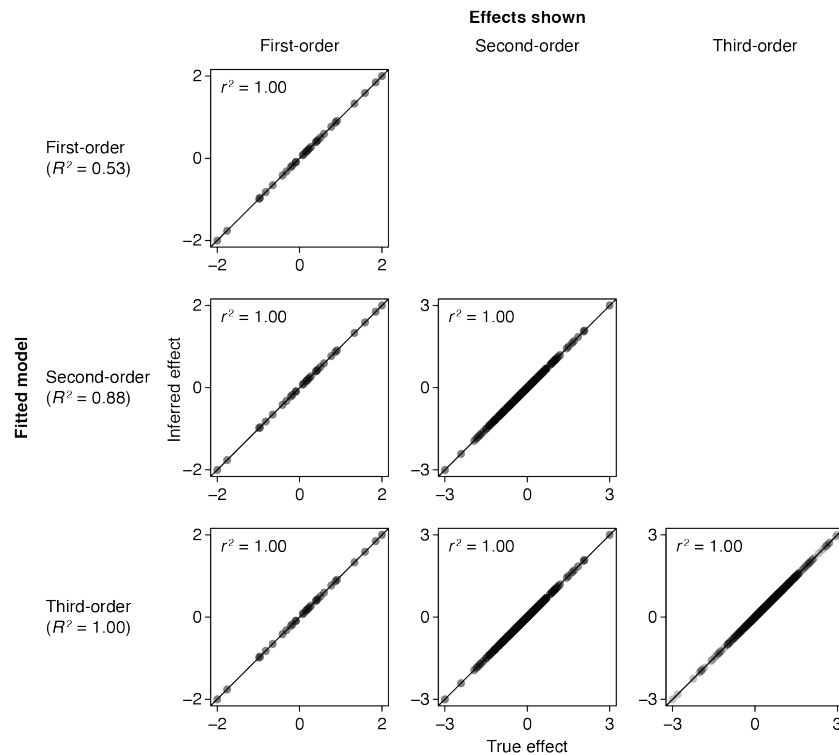 Effects shown
First-order
Second-order
Third-order
First-order
(R² = 0.53)
r² = 1.00
2
0
−2
−2
0
2
Fitted model
Second-order
(R² = 0.88)
Inferred effect
r² = 1.00
2
0
−2
−2
0
2
r² = 1.00
3
0
−3
−3
0
3
Third-order
(R² = 1.00)
r² = 1.00
2
0
−2
−2
0
2
r² = 1.00
3
0
−3
−3
0
3
True effect
r² = 1.00
3
0
−3
−3
0
3